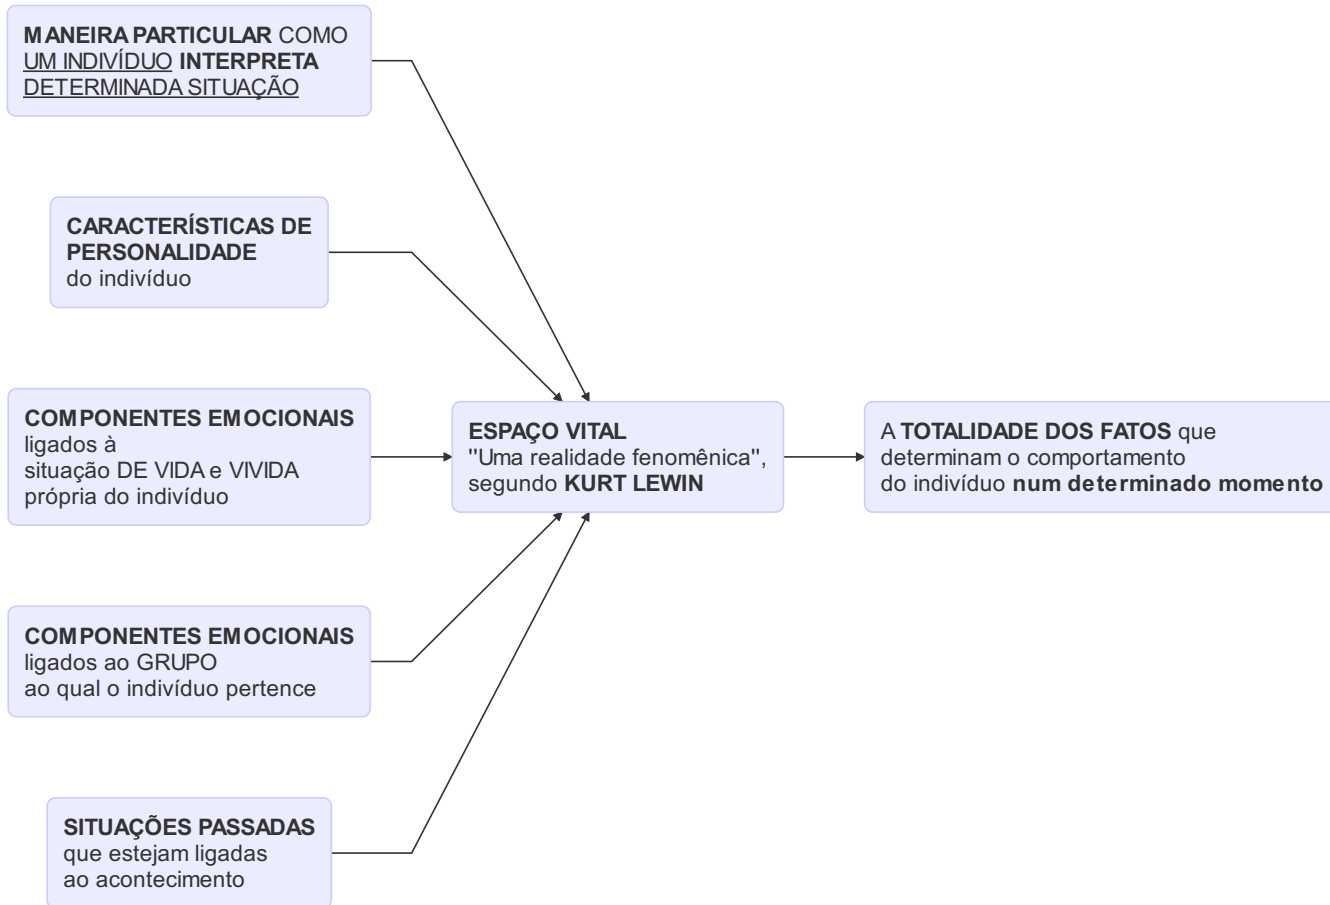 MANEIRA PARTICULAR COMO
UM INDIVÍDUO INTERPRETA
DETERMINADA SITUAÇÃO
CARACTERÍSTICAS DE
PERSONALIDADE
do indivíduo
COMPONENTES EMOCIONAIS
ligados à
situação DE VIDA e VIVIDA
própria do indivíduo
COMPONENTES EMOCIONAIS
ligados ao GRUPO
ao qual o indivíduo pertence
SITUAÇÕES PASSADAS
que estejam ligadas
ao acontecimento
ESPAÇO VITAL
"Uma realidade fenomênica",
segundo KURT LEWIN
A TOTALIDADE DOS FATOS que
determinam o comportamento
do indivíduo num determinado momento